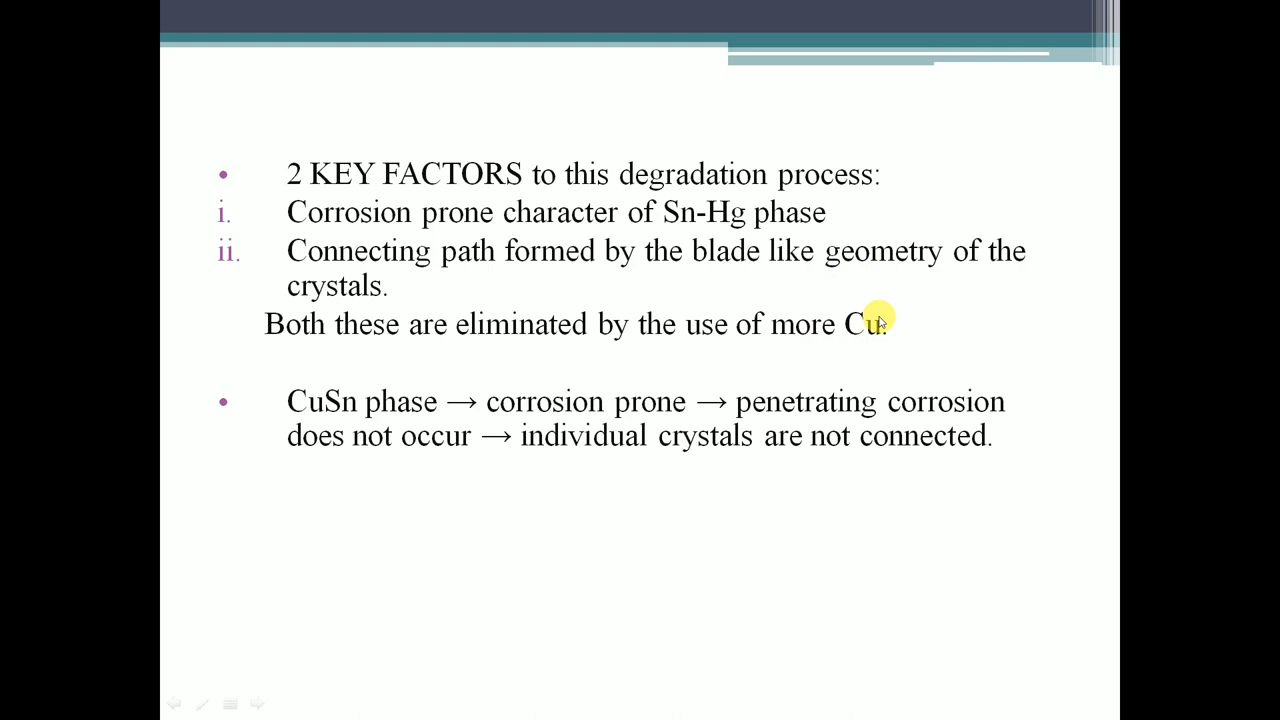 • 2 KEY FACTORS to this degradation process:
i. Corrosion prone character of Sn-Hg phase
ii. Connecting path formed by the blade like geometry of the
crystals.
Both these are eliminated by the use of more Cu.
• CuSn phase → corrosion prone → penetrating corrosion
does not occur → individual crystals are not connected.